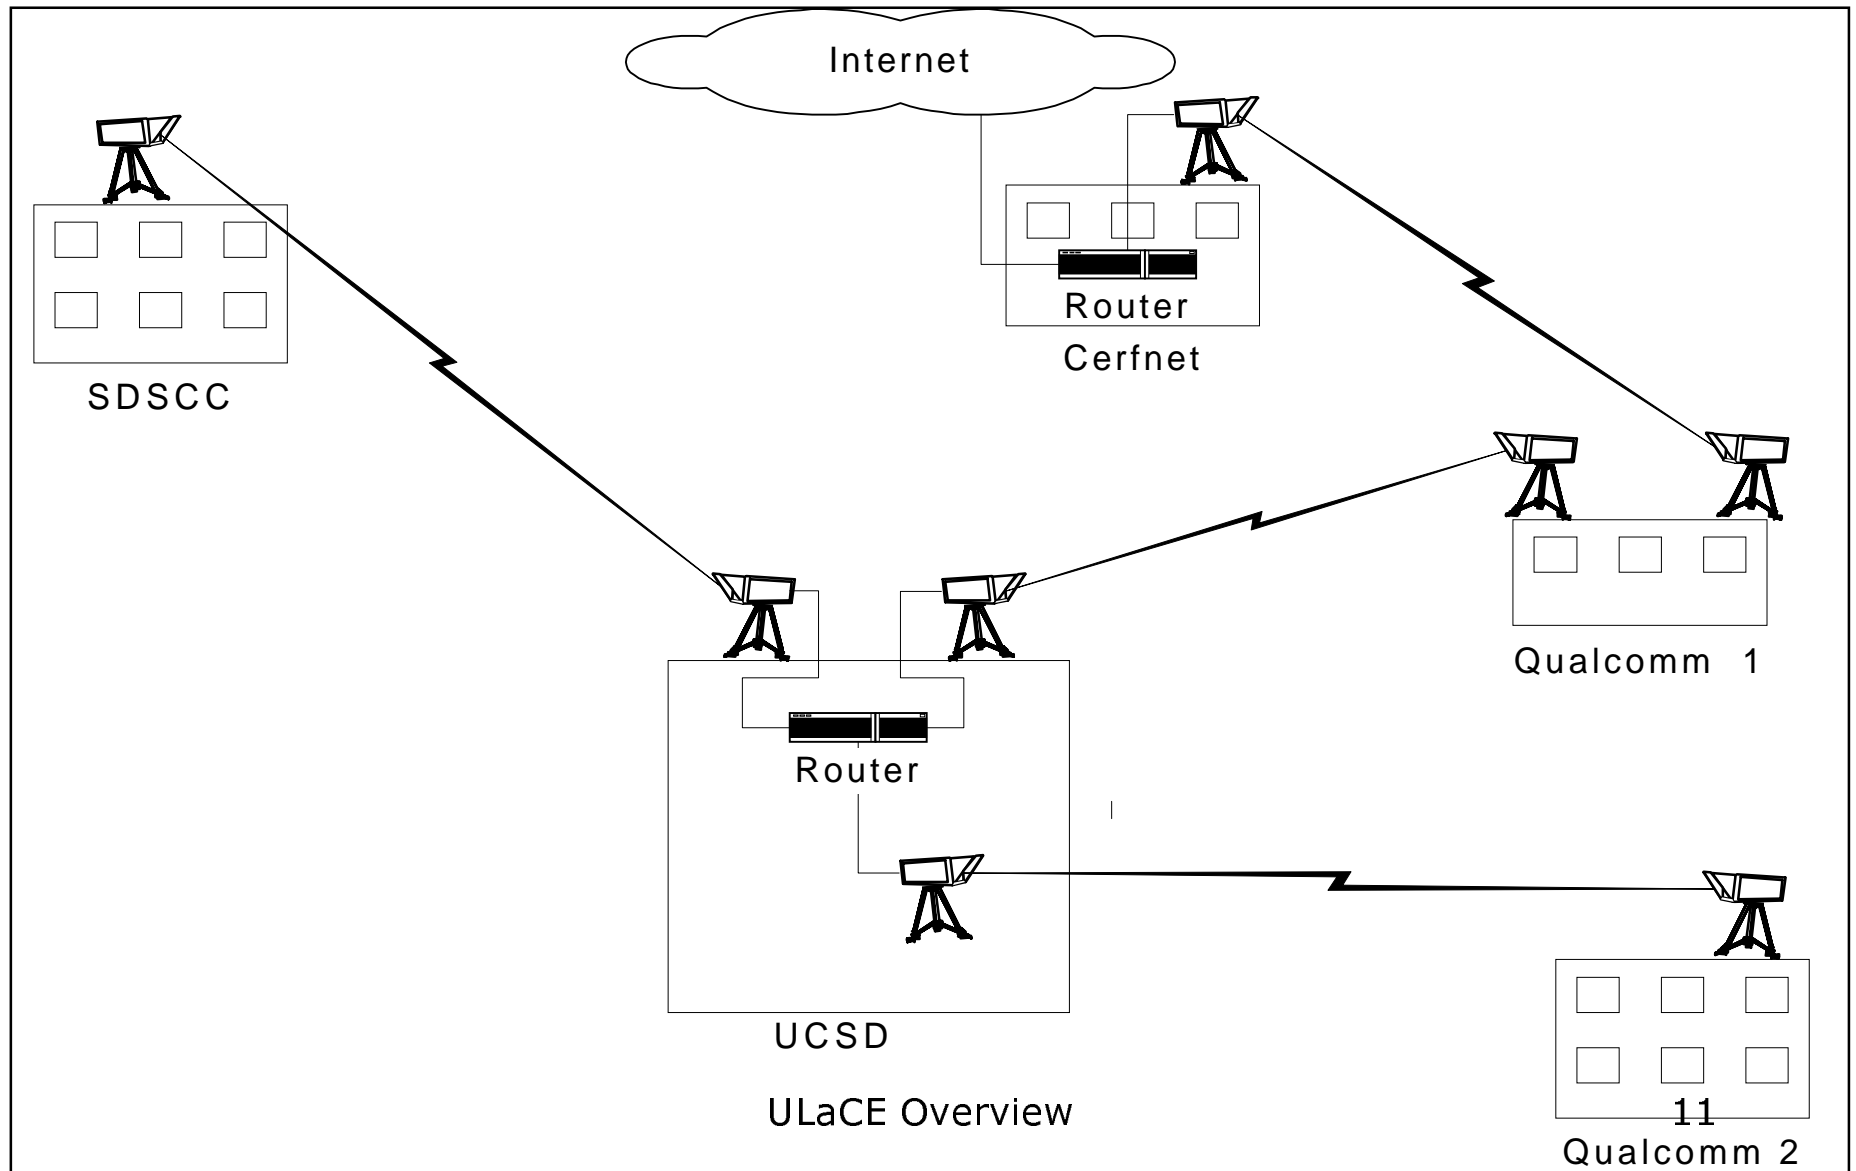 Internet
Router
Cerfnet
SDSCC
Qualcomm 1
Router
UCSD
ULaCE Overview
11
Qualcomm 2